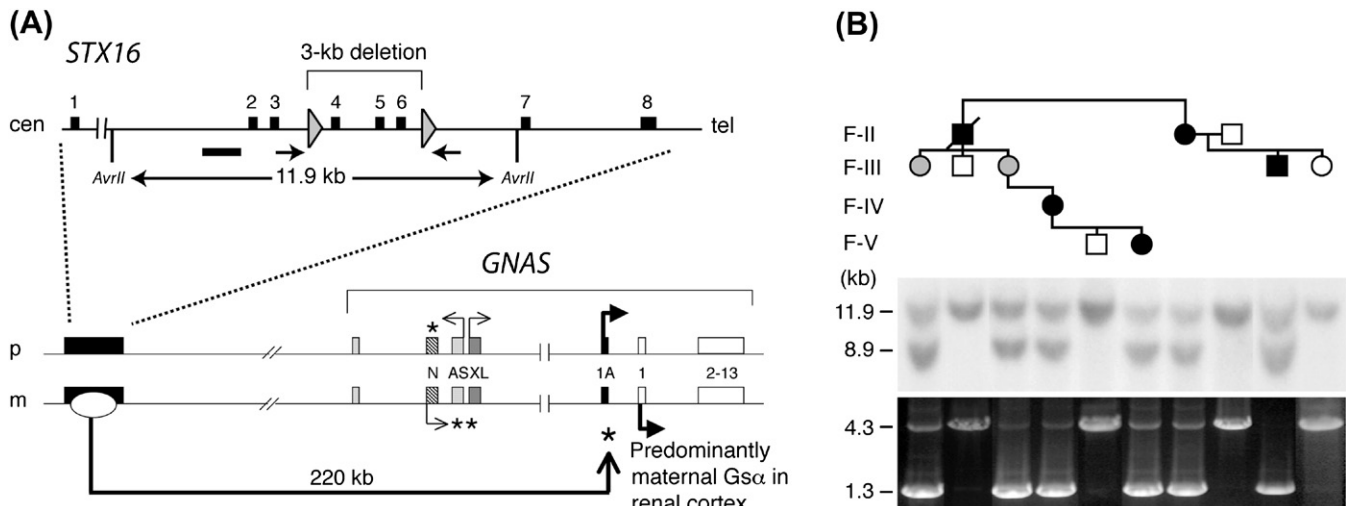 (A)
STX16
3-kb deletion
1 2 3 4 5 6 7 8
cen tel
AvrII 11.9 kb AvrII
GNAS
p
* 
N AS XL 1A 1 2-13
m
** *
220 kb
Predominantly
maternal Gsα in
renal cortex
(B)
F-II
F-III
F-IV
F-V
(kb)
11.9
8.9
4.3
1.3